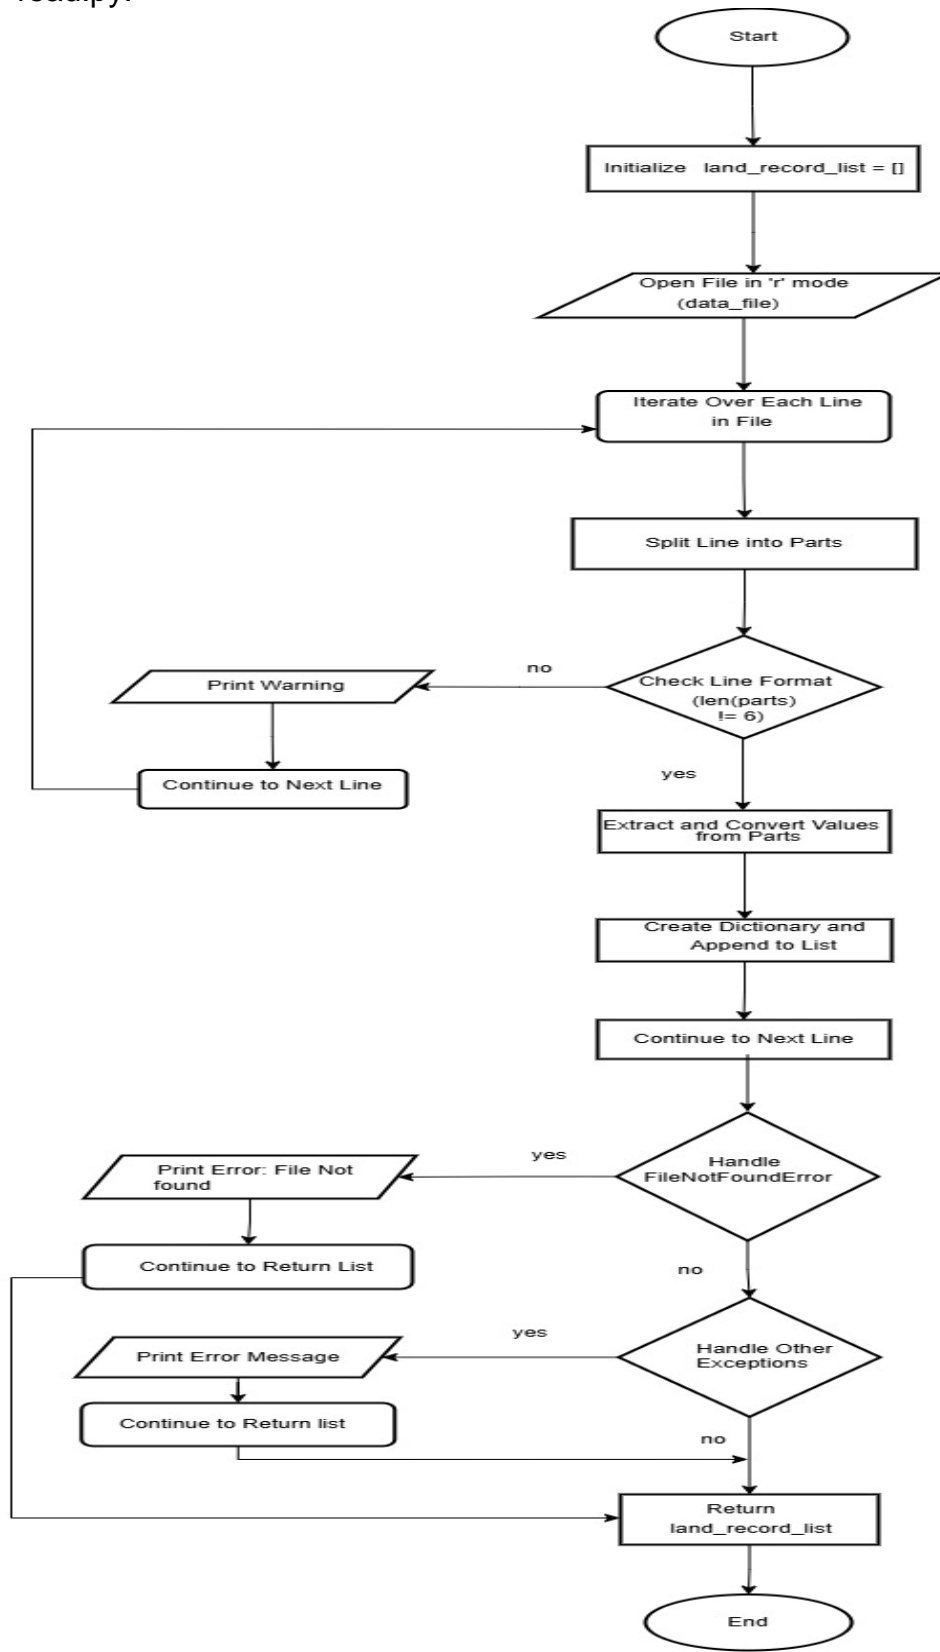 read.py:
Start
Initialize land_record_list = []
Open File in 'r' mode
(data_file)
Iterate Over Each Line
in File
Split Line into Parts
no
Print Warning
Check Line Format
(len(parts)
!= 6)
Continue to Next Line
yes
Extract and Convert Values
from Parts
Create Dictionary and
Append to List
Continue to Next Line
yes
Handle
FileNotFoundError
Print Error: File Not
found
Continue to Return List
no
yes
Handle Other
Exceptions
Print Error Message
Continue to Return list
no
Return
land_record_list
End